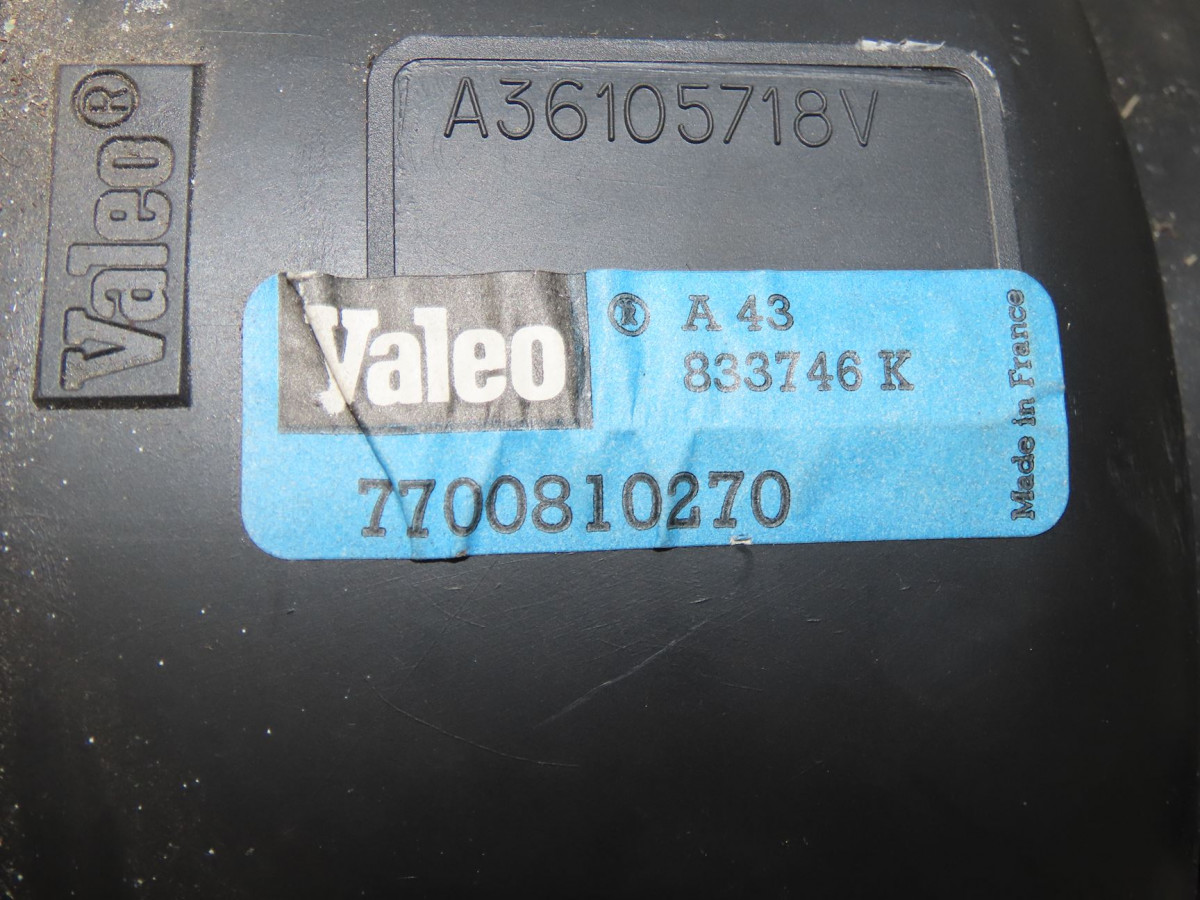 Valeo®
A36105718V
Valeo ® A 43
833746 K
7700810270
Made in France